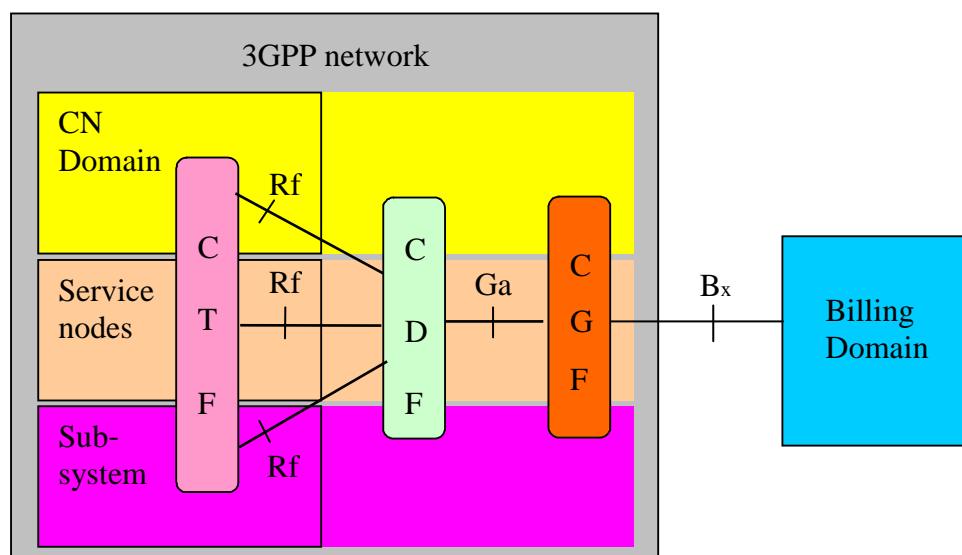 3GPP network
CN
Domain
Rf
C
T
F
Service
nodes
Rf
Sub-
system
Rf
C
D
F
Ga
C
G
F
Bx
Billing
Domain